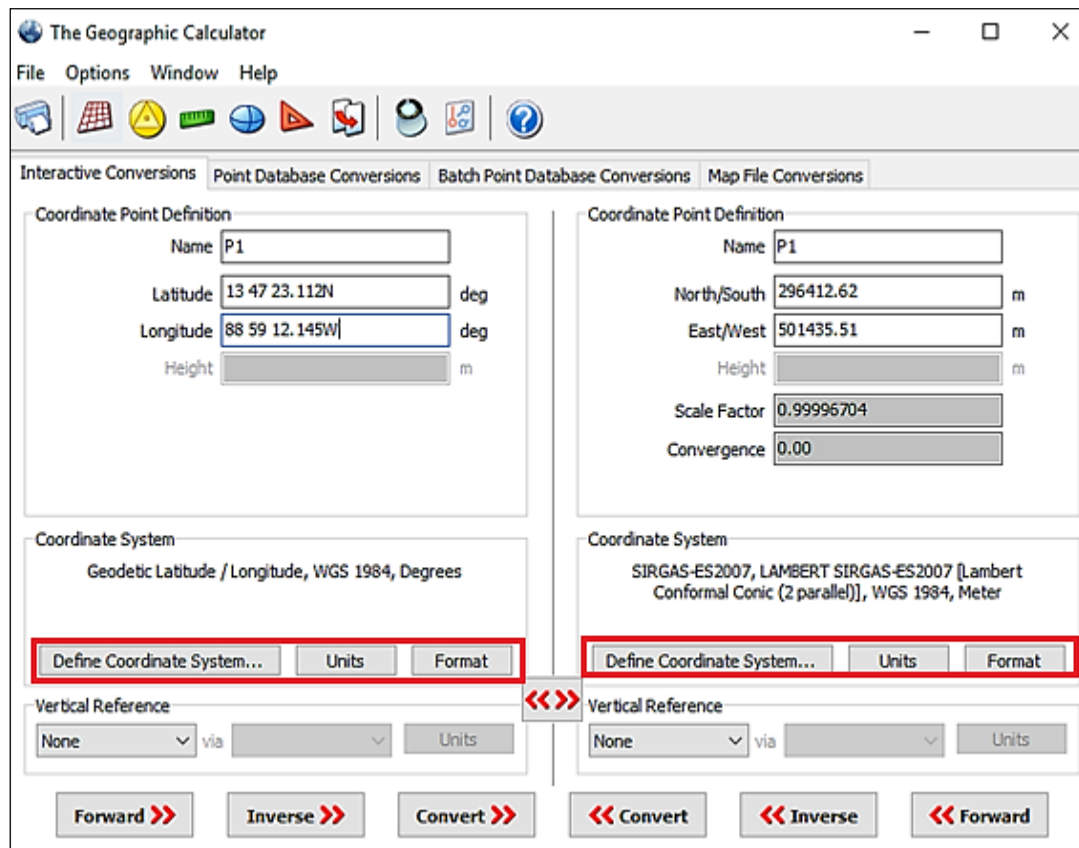 The Geographic Calculator
File Options Window Help
Interactive Conversions Point Database Conversions Batch Point Database Conversions Map File Conversions
Coordinate Point Definition
Name P1
Latitude 13 47 23.112N deg
Longitude 88 59 12.145W deg
Height m
Coordinate System
Geodetic Latitude / Longitude, WGS 1984, Degrees
Define Coordinate System... Units Format
Vertical Reference
None via Units
Coordinate Point Definition
Name P1
North/South 296412.62 m
East/West 501435.51 m
Height m
Scale Factor 0.99996704
Convergence 0.00
Coordinate System
SIRGAS-ES2007, LAMBERT SIRGAS-ES2007 [Lambert
Conformal Conic (2 parallel)], WGS 1984, Meter
Define Coordinate System... Units Format
Vertical Reference
None via Units
Forward Inverse Convert Convert Inverse Forward